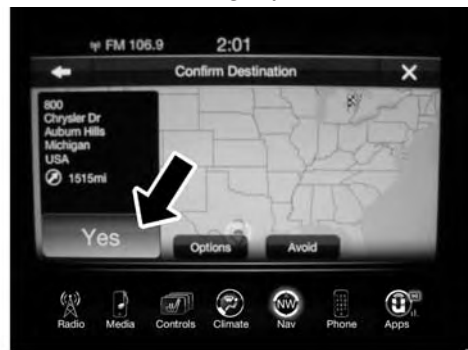 FM 106.9 2:01
Confirm Destination
800
Chrysler Dr
Auburn Hills
Michigan
USA
1515mi
Yes
Options
Avoid
NW
Radio Media Controls Climate Nav Phone Apps